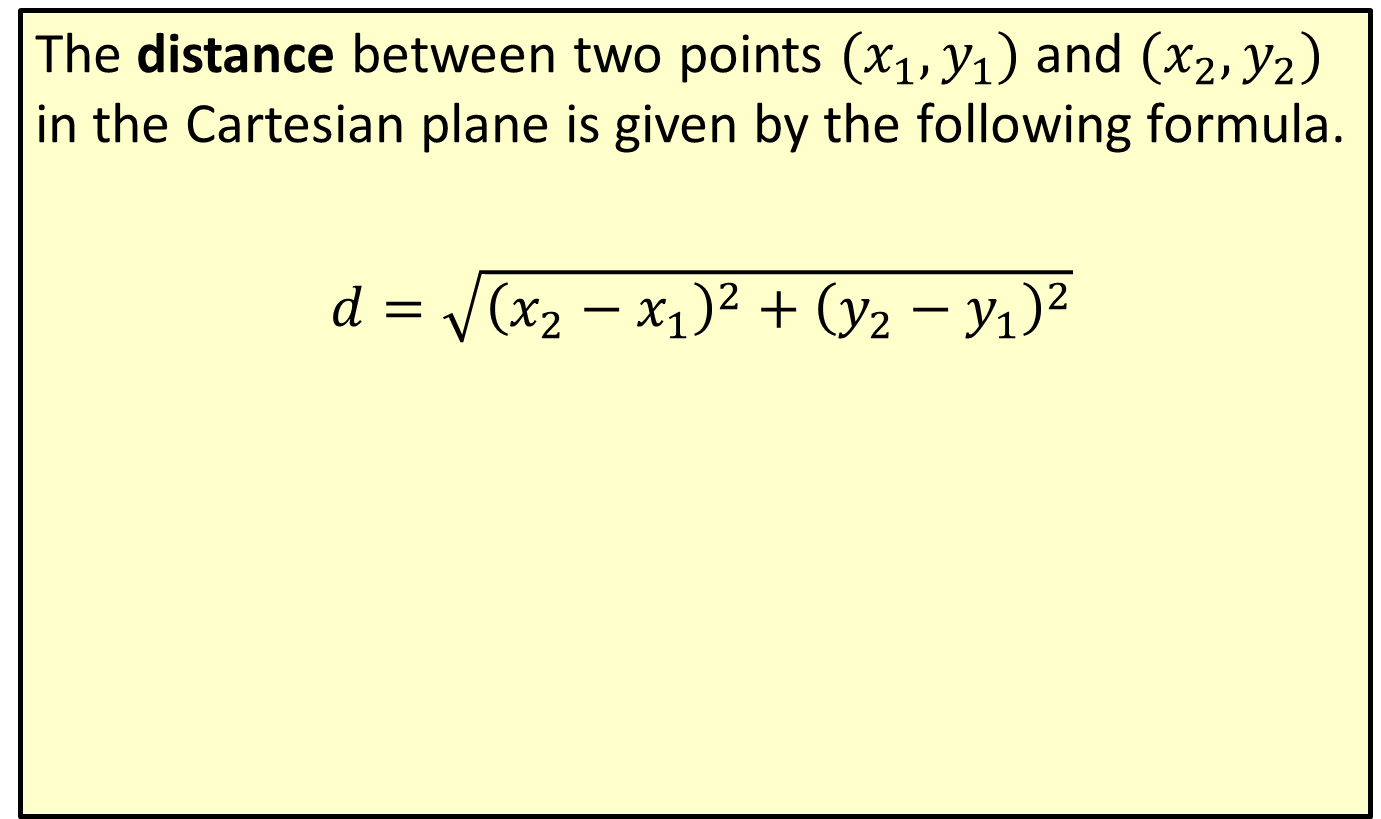 The distance between two points (x₁, y₁) and (x₂, y₂)
in the Cartesian plane is given by the following formula.
d = √((x₂ − x₁)² + (y₂ − y₁)²)